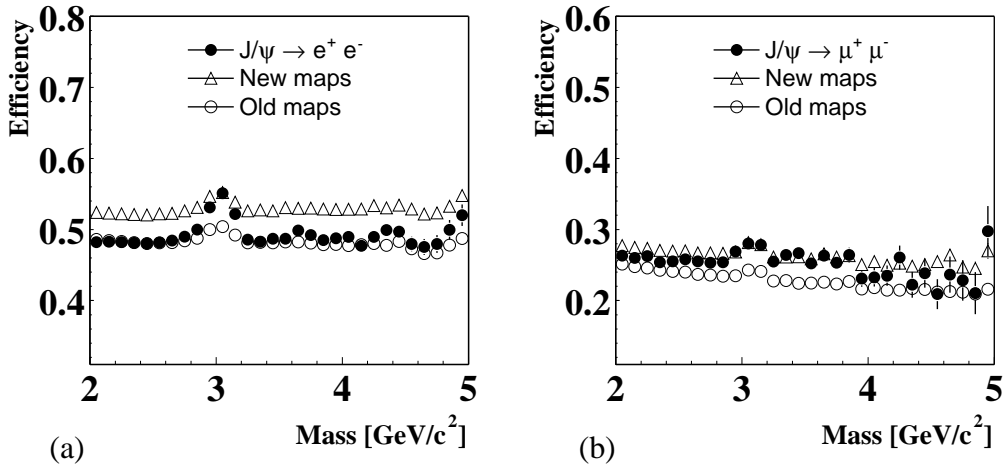 Efficiency
0.8
0.7
0.6
0.5
0.4
J/ψ → e⁺ e⁻
New maps
Old maps
2 3 4 5
Mass [GeV/c²]
(a)
Efficiency
0.6
0.5
0.4
0.3
0.2
J/ψ → μ⁺ μ⁻
New maps
Old maps
2 3 4 5
Mass [GeV/c²]
(b)